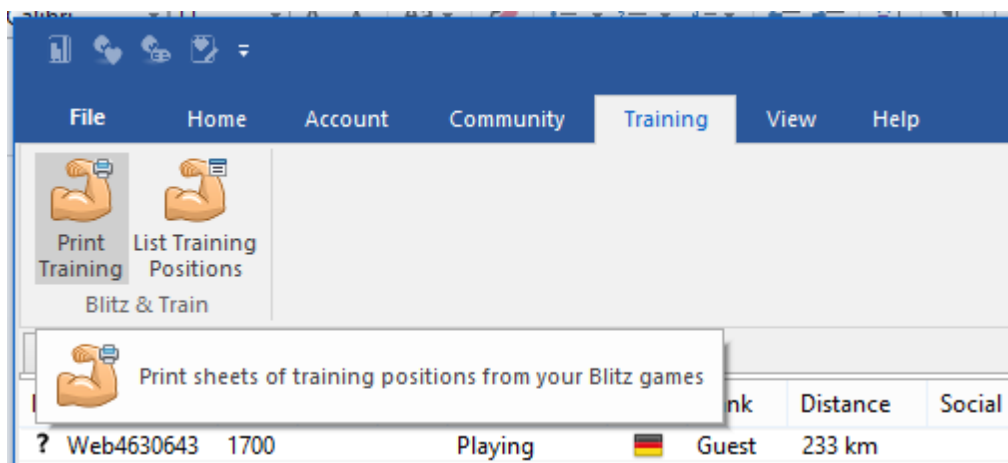 File Home Account Community Training View Help
Print Training
List Training Positions
Blitz & Train
Print sheets of training positions from your Blitz games
nk Distance Social
? Web4630643 1700 Playing Guest 233 km